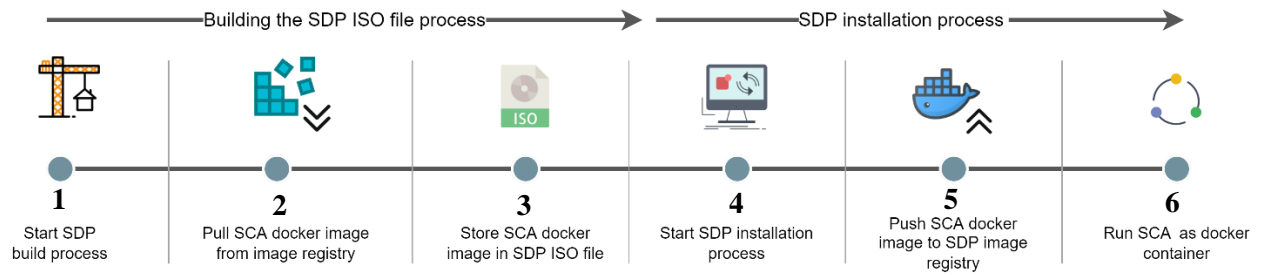 Building the SDP ISO file process
SDP installation process
ISO
1
Start SDP
build process
2
Pull SCA docker image
from image registry
3
Store SCA docker
image in SDP ISO file
4
Start SDP installation
process
5
Push SCA docker
image to SDP image
registry
6
Run SCA as docker
container